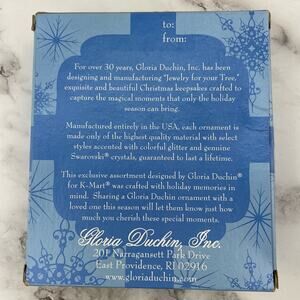 to:
from:
For over 30 years, Gloria Duchin, Inc. has been
designing and manufacturing "Jewelry for your Tree,"
exquisite and beautiful Christmas keepsakes crafted to
capture the magical moments that only the holiday
season can bring.
Manufactured entirely in the USA, each ornament is
made of only the highest quality material with select
styles accented with colorful glitter and genuine
Swarovski® crystals, guaranteed to last a lifetime.
This exclusive assortment designed by Gloria Duchin®
for K-Mart® was crafted with holiday memories in
mind. Sharing a Gloria Duchin ornament with a
loved one this season will let them know just how
much you cherish these special moments.
Gloria Duchin, Inc.
201 Narragansett Park Drive
East Providence, RI 02916
www.gloriaduchin.com